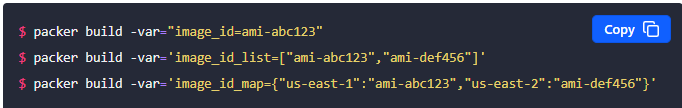 $ packer build -var="image_id=ami-abc123"
Copy
$ packer build -var='image_id_list=["ami-abc123","ami-def456"]'
$ packer build -var='image_id_map={"us-east-1":"ami-abc123","us-east-2":"ami-def456"}'